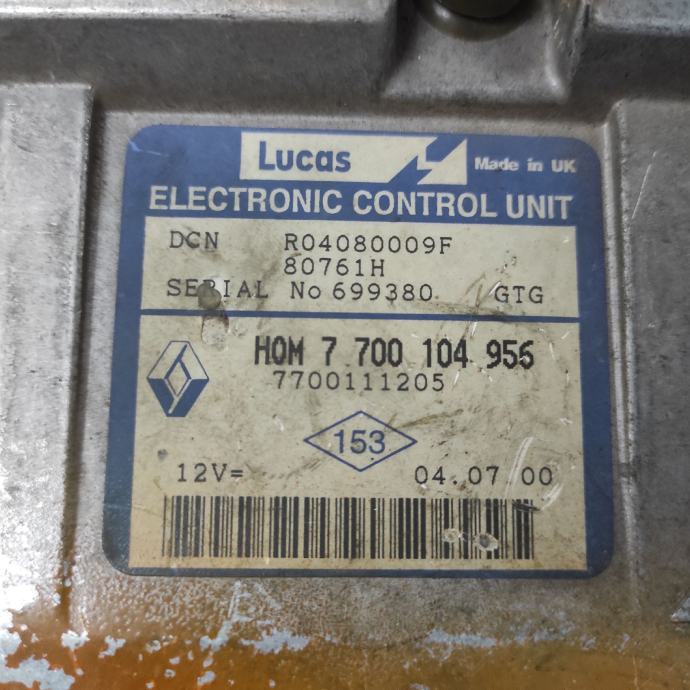 Lucas Made in UK
ELECTRONIC CONTROL UNIT
DCN R04080009F
80761H
SERIAL No 699380 GTG
HOM 7 700 104 956
7700111205
153
12V= 04.07 00